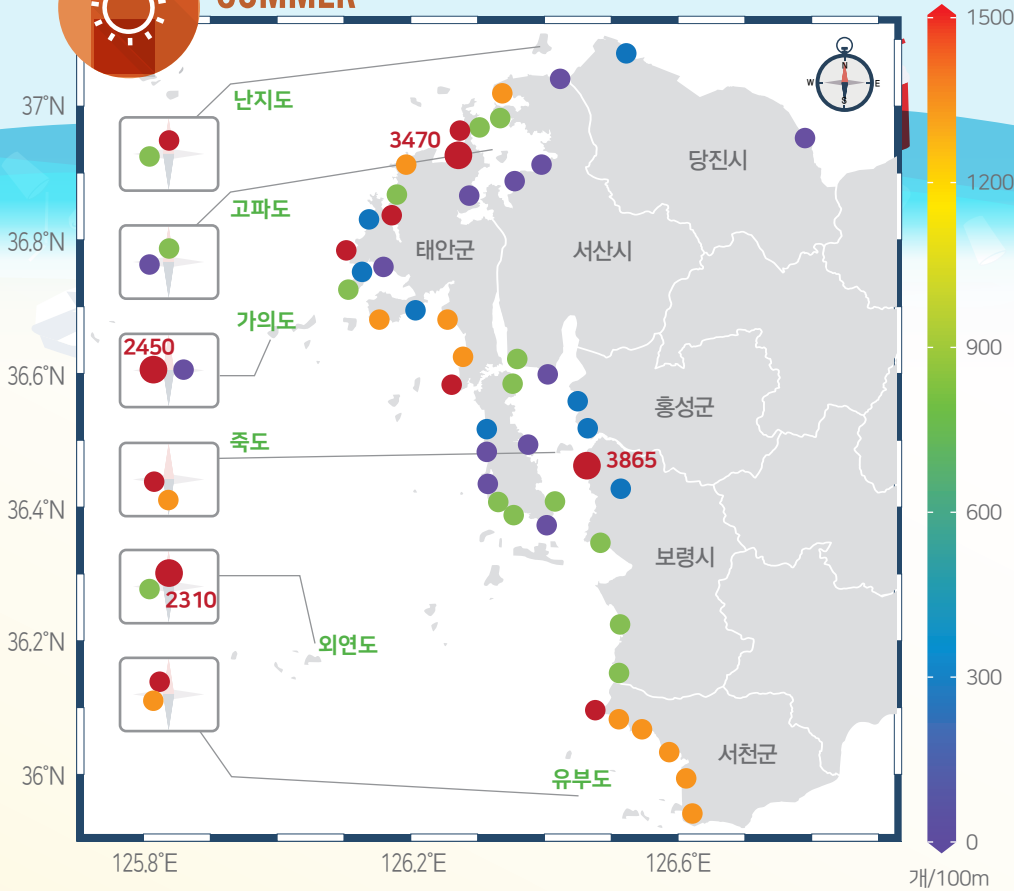 SUMMER
1500
1200
900
600
300
0
개/100m
N
W
E
S
37°N
36.8°N
36.6°N
36.4°N
36.2°N
36°N
125.8°E
126.2°E
126.6°E
난지도
고파도
가의도
2450
죽도
2310
외연도
유부도
3470
3865
당진시
태안군
서산시
홍성군
보령시
서천군